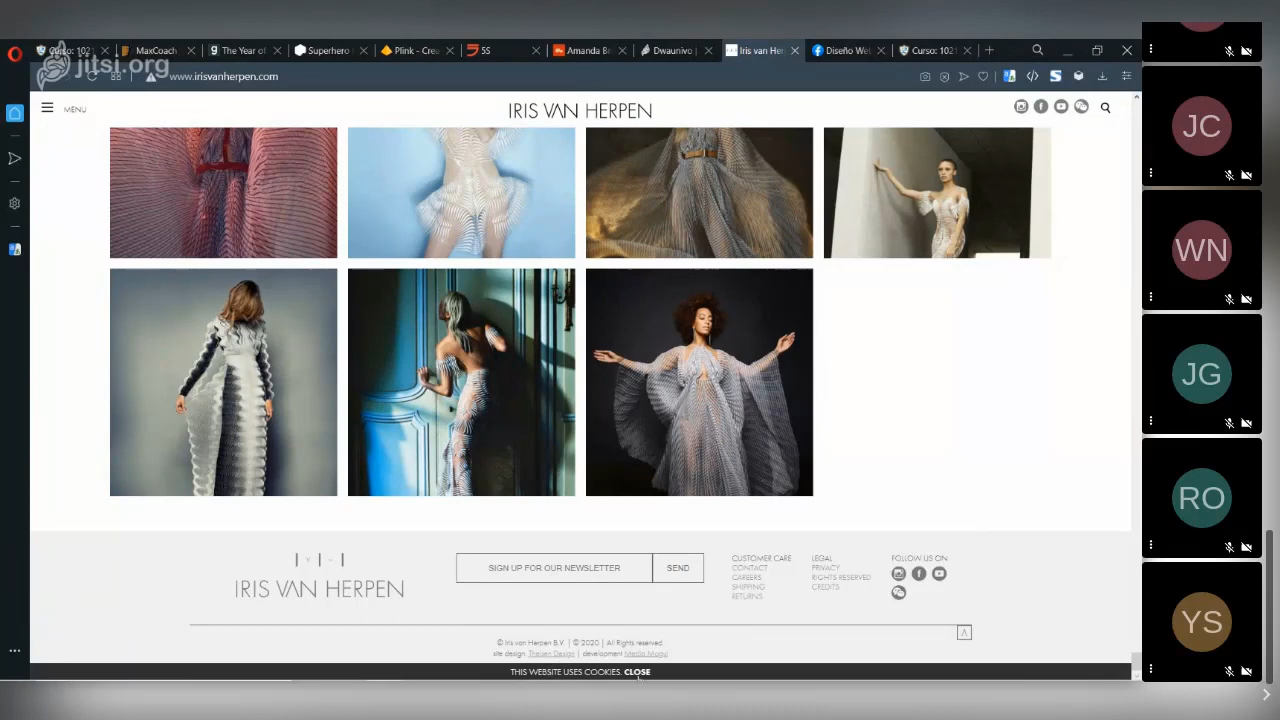 jitsi.org
Curso: 102
MaxCoach
The Year of
Superhero
Plink - Crea
5S
Amanda Br
Dwaunivo |
Iris van Her
Diseño Web
Curso: 102
www.irisvanherpen.com
MENU
IRIS VAN HERPEN
JC
WN
JG
RO
YS
IRIS VAN HERPEN
SIGN UP FOR OUR NEWSLETTER
SEND
CUSTOMER CARE
CONTACT
CAREERS
SHIPPING
RETURNS
LEGAL
PRIVACY
RIGHTS RESERVED
CREDITS
FOLLOW US ON
© Iris van Herpen B.V. | © 2020 | All Rights reserved
site design Theisen Design | development Media Mogul
THIS WEBSITE USES COOKIES. CLOSE